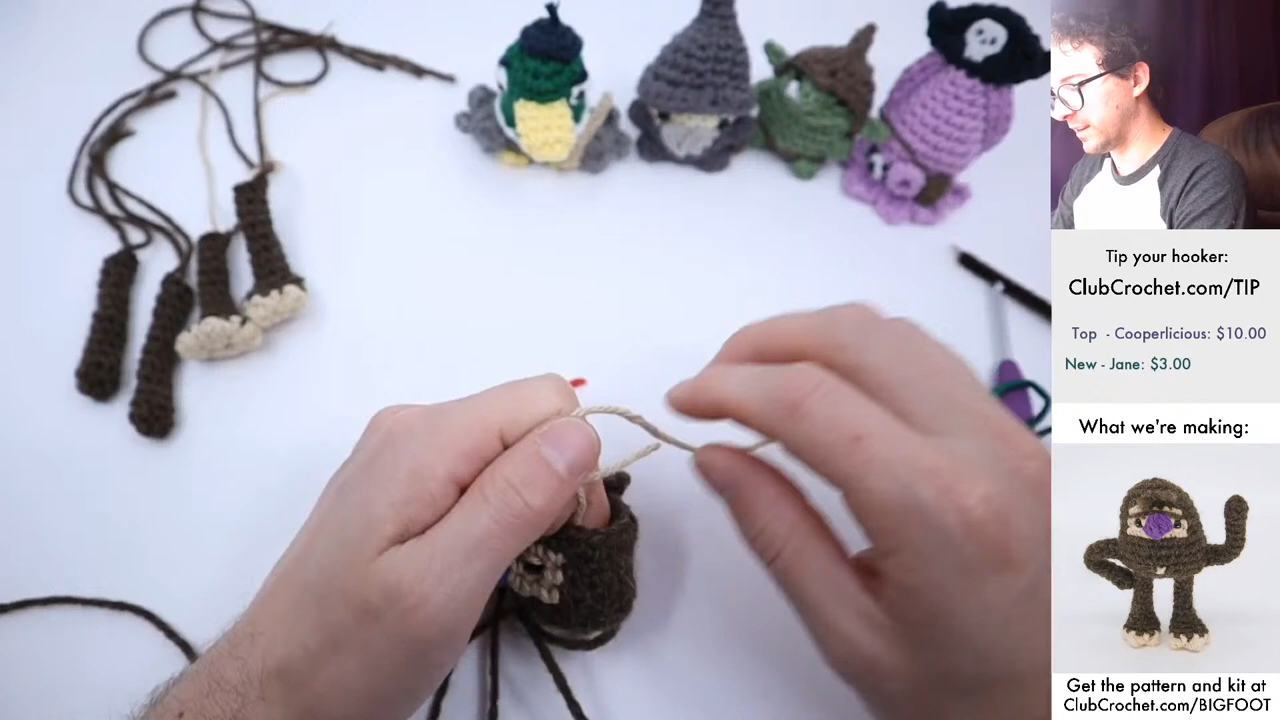 Tip your hooker:
ClubCrochet.com/TIP
Top - Cooperlicious: $10.00
New - Jane: $3.00
What we're making:
Get the pattern and kit at
ClubCrochet.com/BIGFOOT